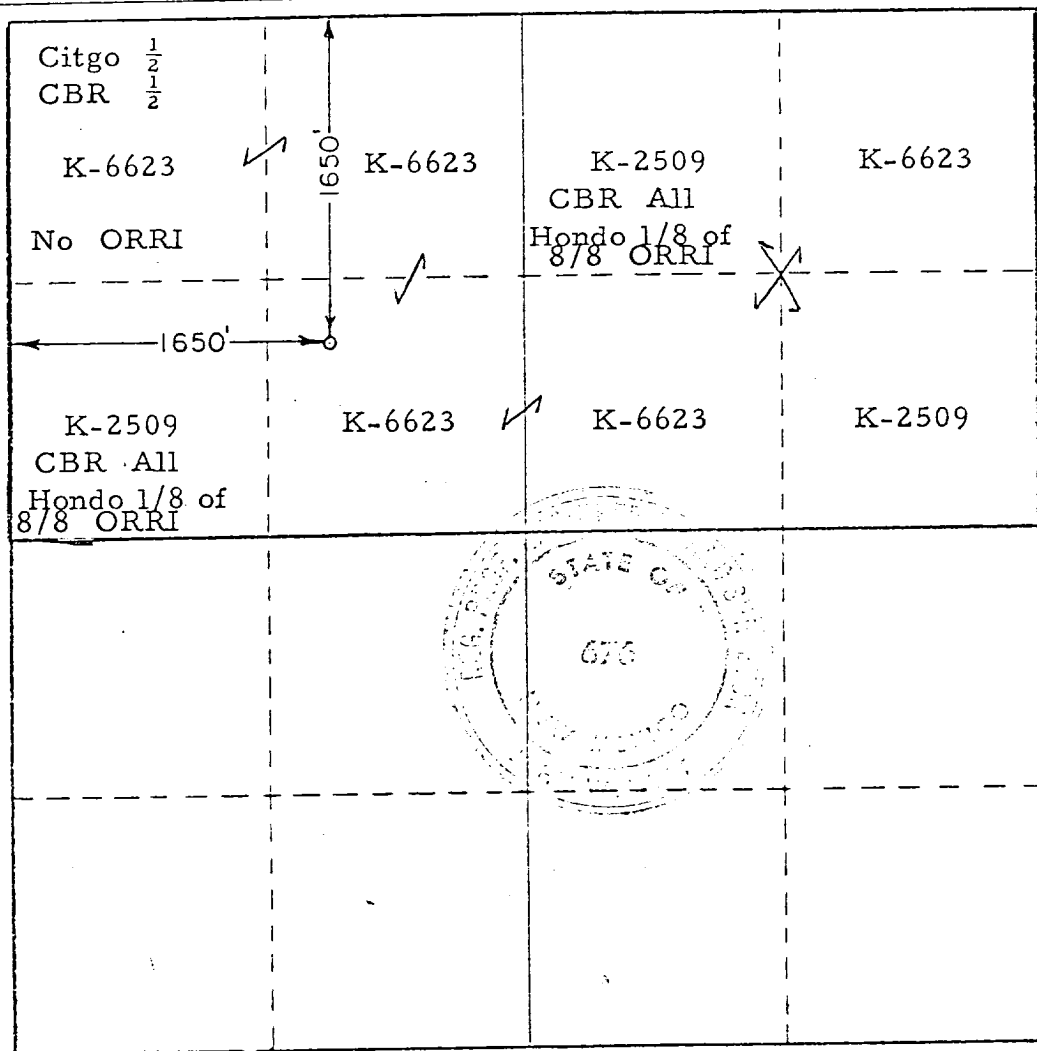 Citgo 1/2
CBR 1/2
K-6623
No ORRI
1650'
K-6623
K-2509
CBR All
Hondo 1/8 of
8/8 ORRI
K-6623
1650'
K-2509
CBR All
Hondo 1/8 of
8/8 ORRI
K-6623
K-6623
K-2509
STATE OF
676